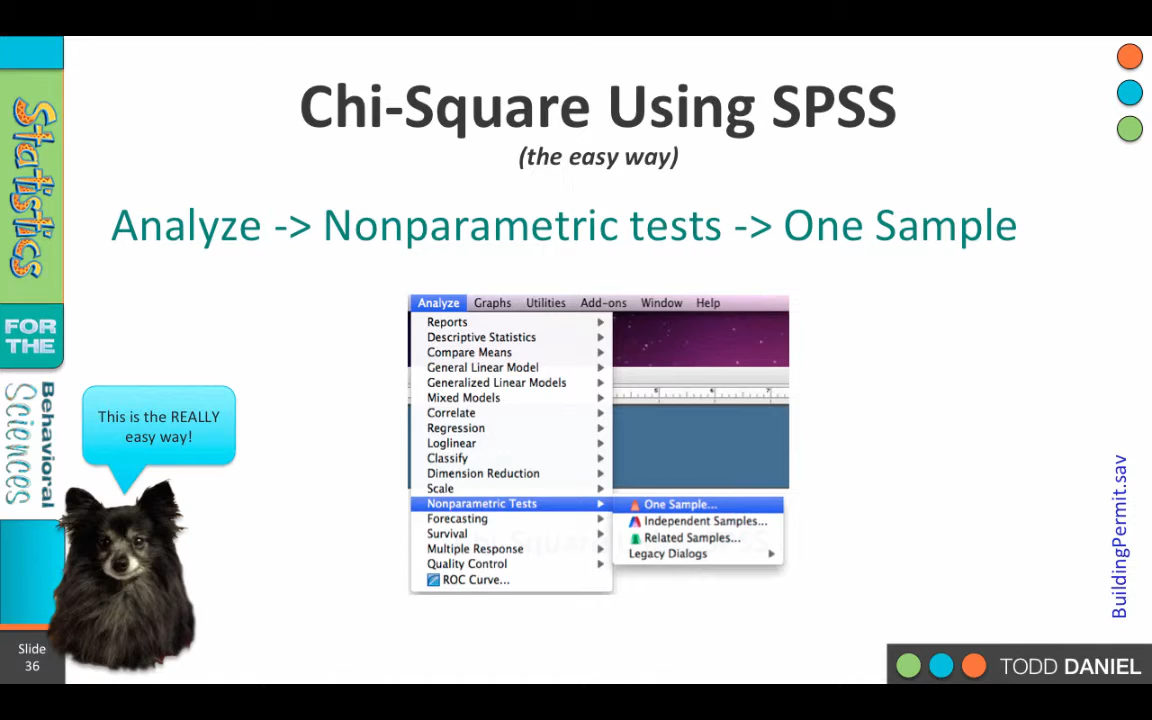 Chi-Square Using SPSS
(the easy way)
Analyze -> Nonparametric tests -> One Sample
Statistics
FOR
THE
Behavioral
Sciences
Analyze Graphs Utilities Add-ons Window Help
Reports
Descriptive Statistics
Compare Means
General Linear Model
Generalized Linear Models
Mixed Models
Correlate
Regression
Loglinear
Classify
Dimension Reduction
Scale
Nonparametric Tests
Forecasting
Survival
Multiple Response
Quality Control
ROC Curve...
5 6 7
One Sample...
Independent Samples...
Related Samples...
Legacy Dialogs
This is the REALLY
easy way!
BuildingPermit.sav
Slide
36
TODD DANIEL